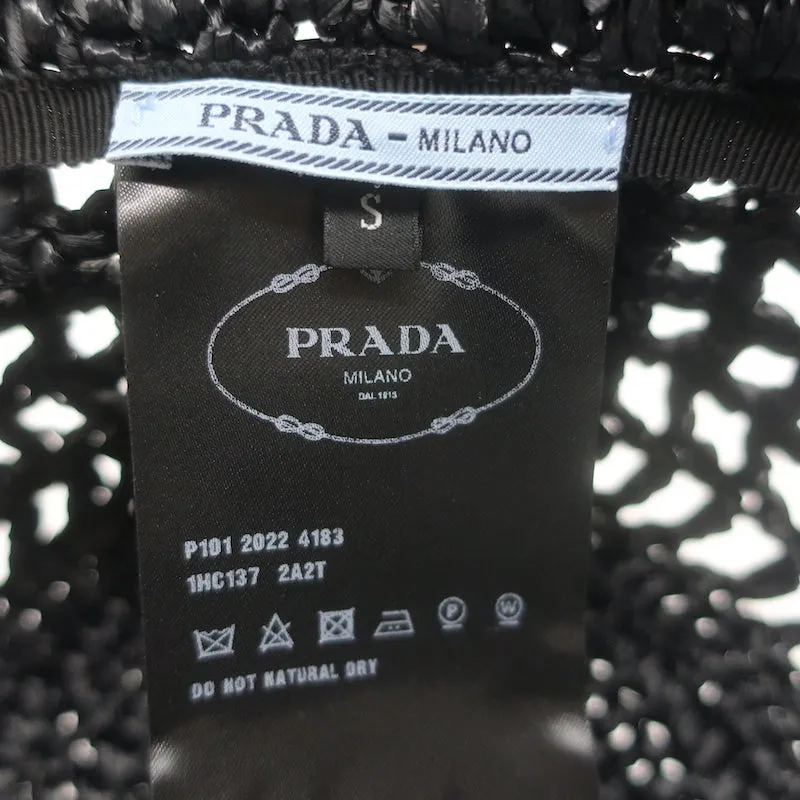 PRADA - MILANO
S
PRADA
MILANO
DAL 1913
P101 2022 4183
1HC137 2A2T
P W
DO NOT NATURAL DRY